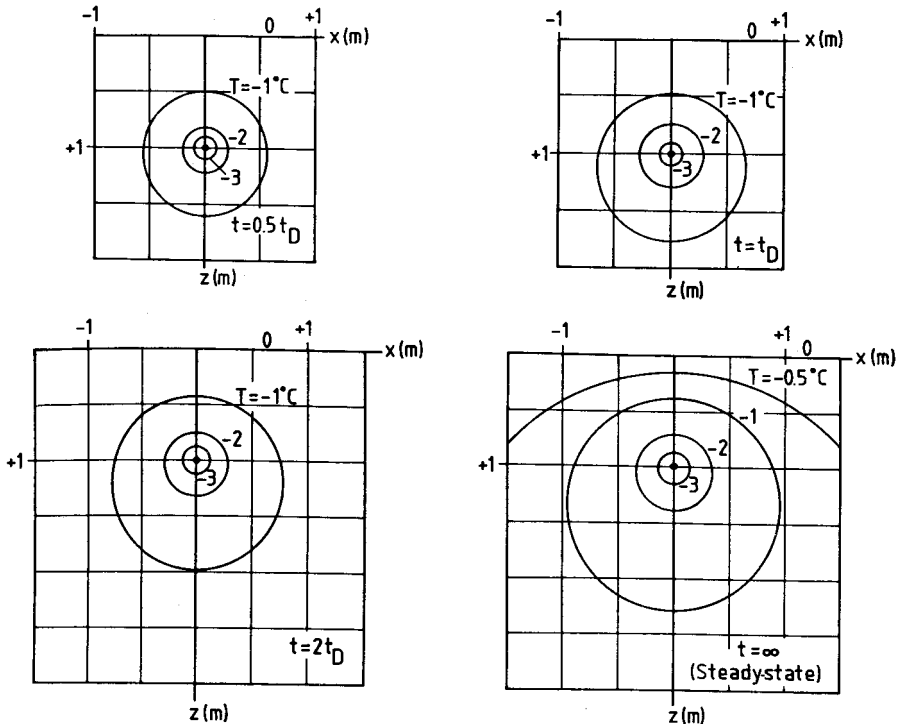 -1 0 +1
x (m)
T=-1°C
+1
-2
-3
t=0.5 t_D
z (m)
-1 0 +1
x (m)
T=-1°C
+1
-2
-3
t=t_D
z (m)
-1 0 +1
x (m)
T=-1°C
-2
+1
-3
t=2t_D
z (m)
-1 +1 0
x (m)
T=-0.5°C
-1
-2
+1
-3
t=∞
(Steady-state)
z (m)